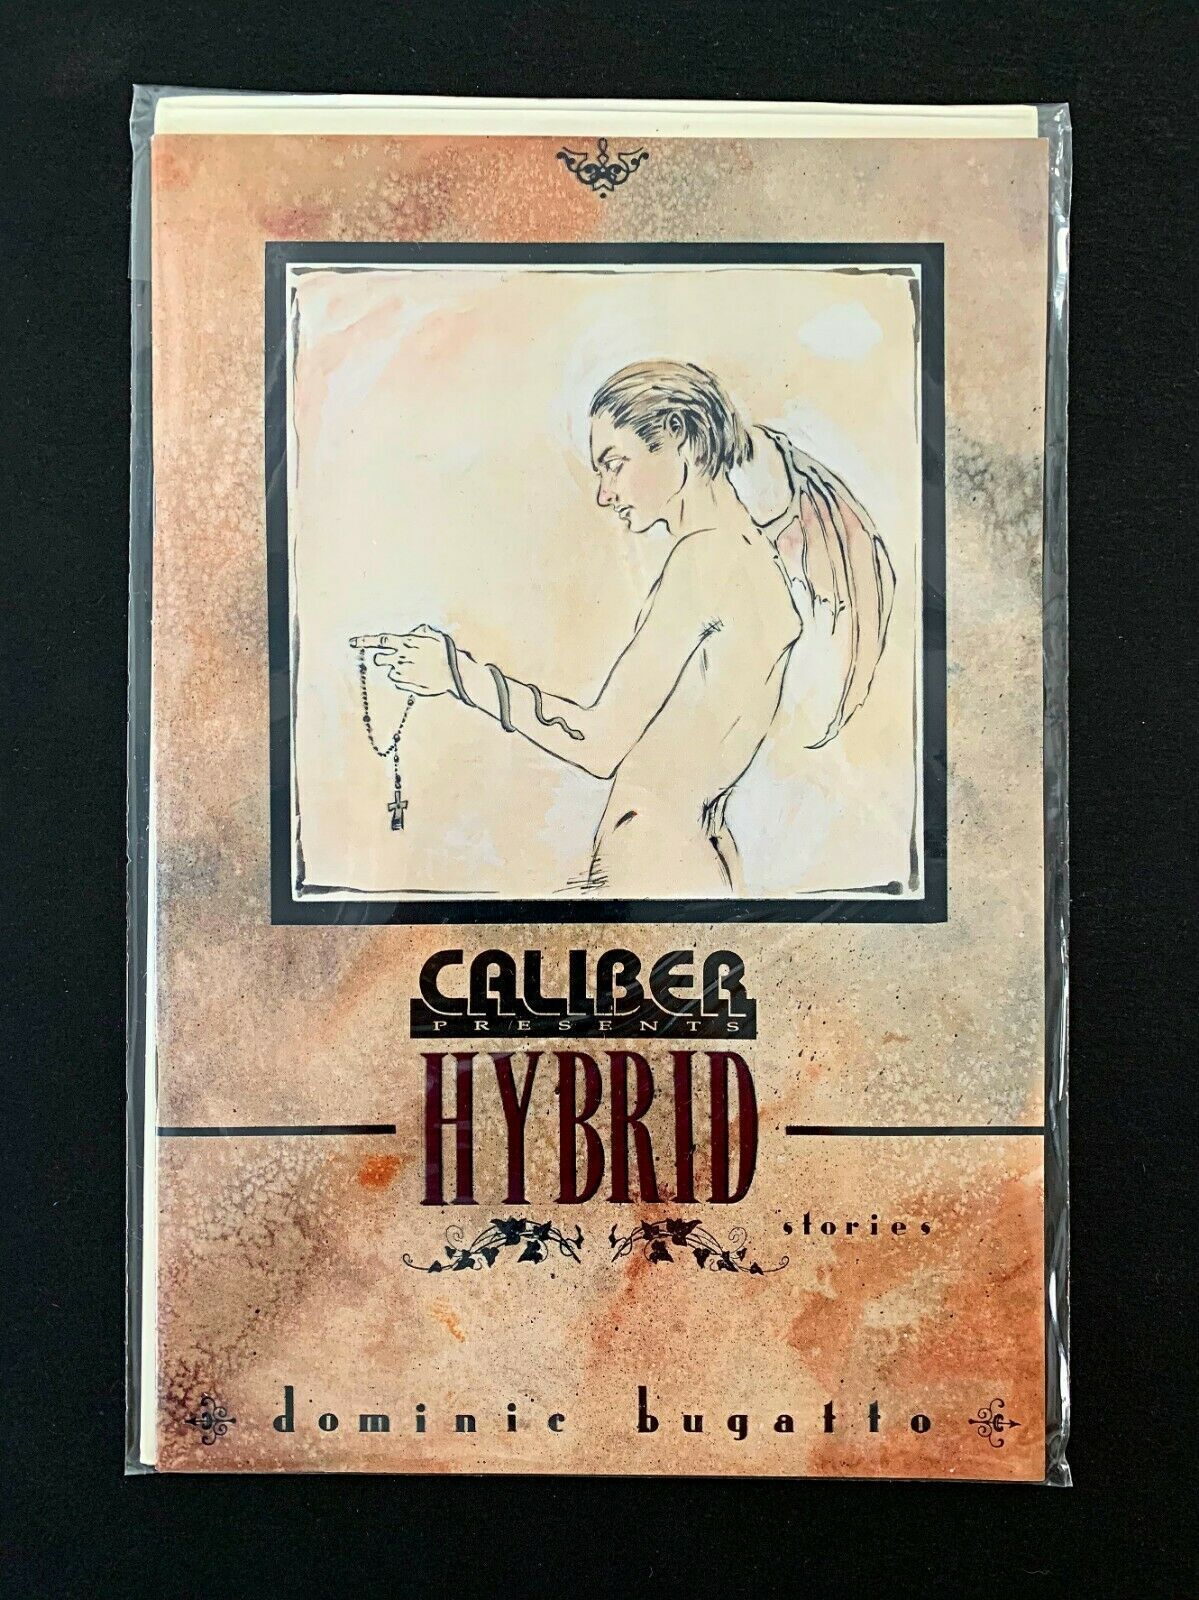 CALIBER
PRESENTS
HYBRID
stories
dominic bugatto